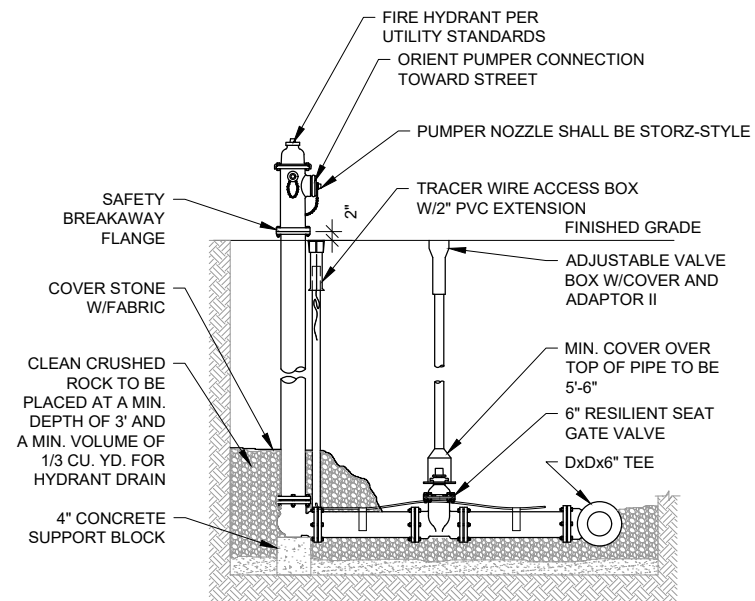 FIRE HYDRANT PER
UTILITY STANDARDS
ORIENT PUMPER CONNECTION
TOWARD STREET
PUMPER NOZZLE SHALL BE STORZ-STYLE
TRACER WIRE ACCESS BOX
W/2" PVC EXTENSION
SAFETY
BREAKAWAY
FLANGE
2"
FINISHED GRADE
ADJUSTABLE VALVE
BOX W/COVER AND
ADAPTOR II
COVER STONE
W/FABRIC
MIN. COVER OVER
TOP OF PIPE TO BE
5'-6"
CLEAN CRUSHED
ROCK TO BE
PLACED AT A MIN.
DEPTH OF 3' AND
A MIN. VOLUME OF
1/3 CU. YD. FOR
HYDRANT DRAIN
6" RESILIENT SEAT
GATE VALVE
DxDx6" TEE
4" CONCRETE
SUPPORT BLOCK